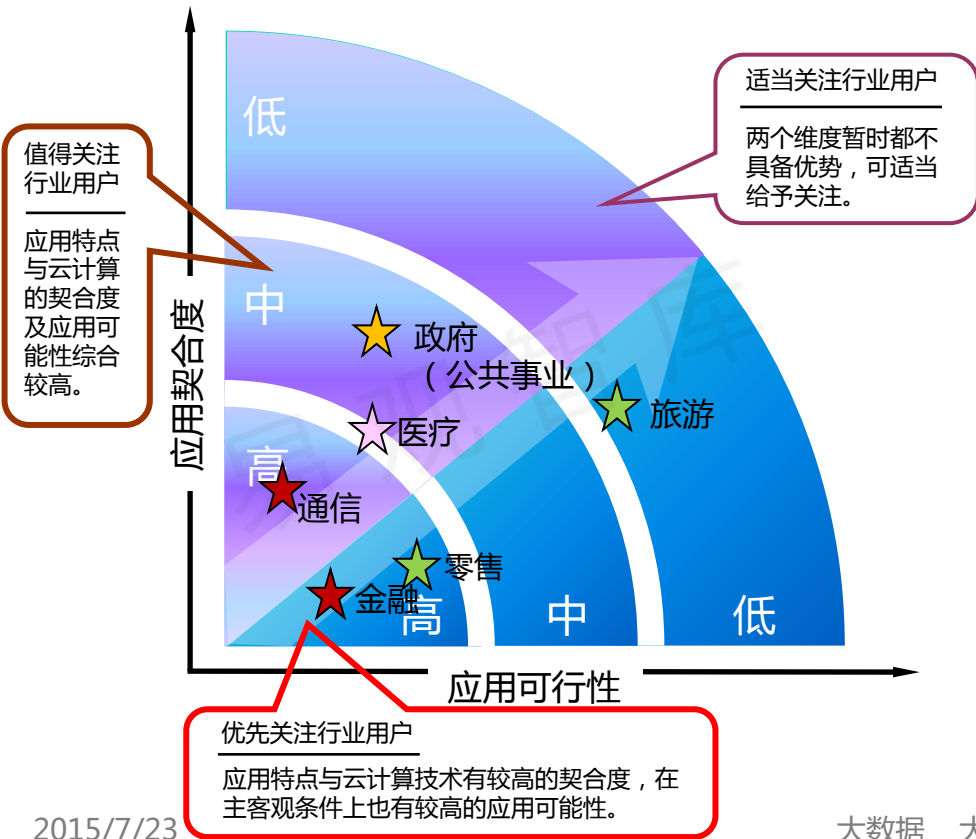 低
适当关注行业用户
两个维度暂时都不
具备优势，可适当
给予关注。
值得关注
行业用户
应用特点
与云计算
的契合度
及应用可
能性综合
较高。
应用契合度
中
政府
（公共事业）
旅游
医疗
高
通信
零售
金融
高
中
低
易观智库
应用可行性
优先关注行业用户
应用特点与云计算技术有较高的契合度，在
主客观条件上也有较高的应用可能性。
2015/7/23
大数据